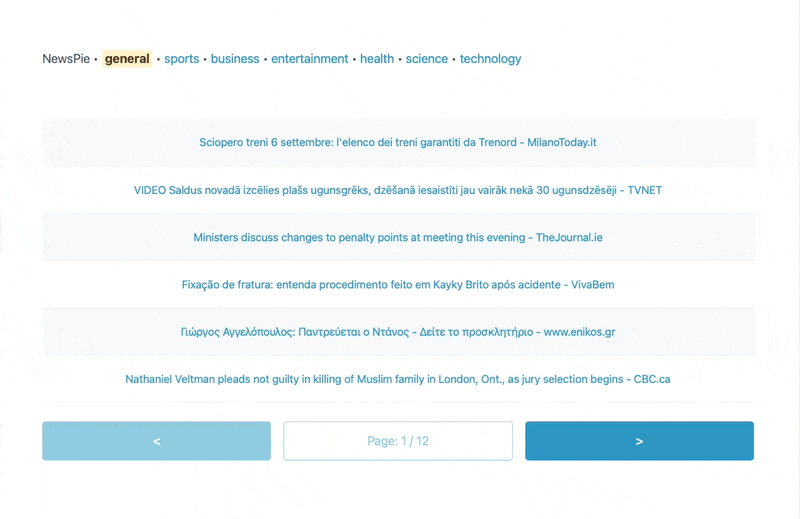 NewsPie • general • sports • business • entertainment • health • science • technology
Sciopero treni 6 settembre: l'elenco dei treni garantiti da Trenord - MilanoToday.it
VIDEO Saldus novadā izcēlies plašs ugunsgrēks, dzēšanā iesaistīti jau vairāk nekā 30 ugunsdzēsēji - TVNET
Ministers discuss changes to penalty points at meeting this evening - TheJournal.ie
Fixação de fratura: entenda procedimento feito em Kayky Brito após acidente - VivaBem
Γιώργος Αγγελόπουλος: Παντρεύεται ο Ντάνος - Δείτε το προσκλητήριο - www.enikos.gr
Nathaniel Veltman pleads not guilty in killing of Muslim family in London, Ont., as jury selection begins - CBC.ca
< Page: 1 / 12 >